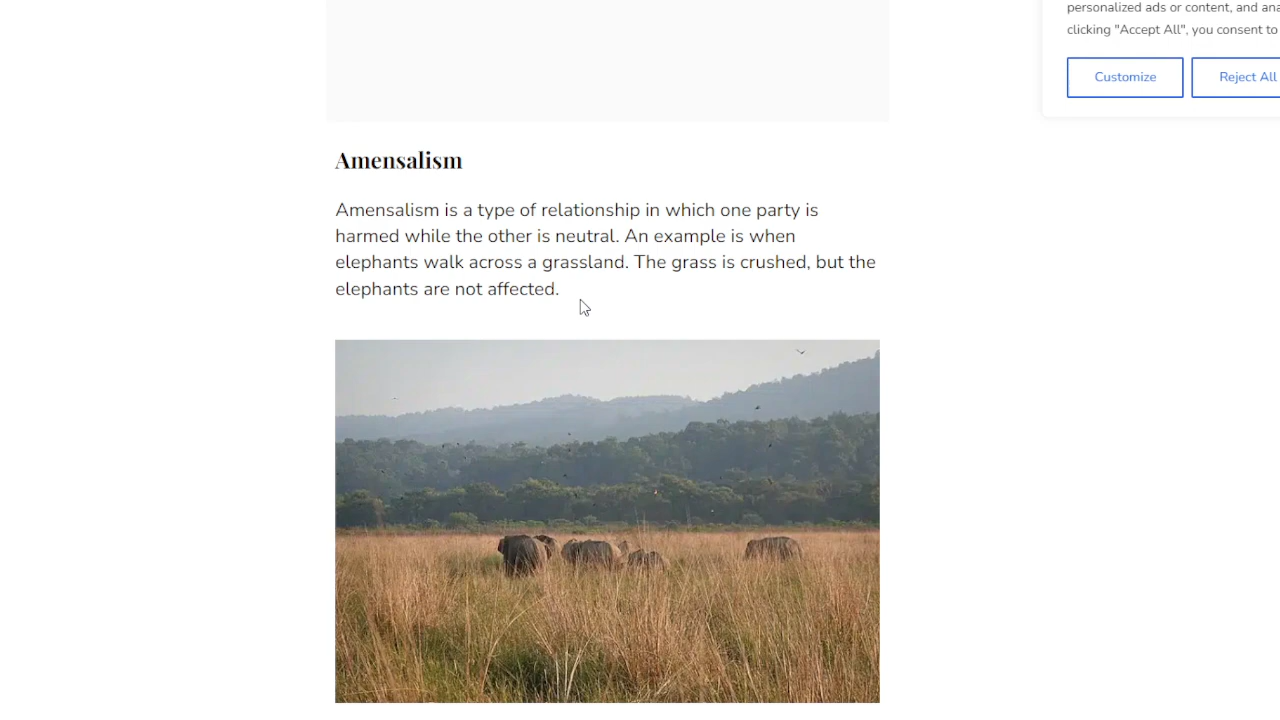 personalized ads or content, and
clicking "Accept All", you consent to
Customize
Reject All
Amensalism
Amensalism is a type of relationship in which one party is
harmed while the other is neutral. An example is when
elephants walk across a grassland. The grass is crushed, but the
elephants are not affected.